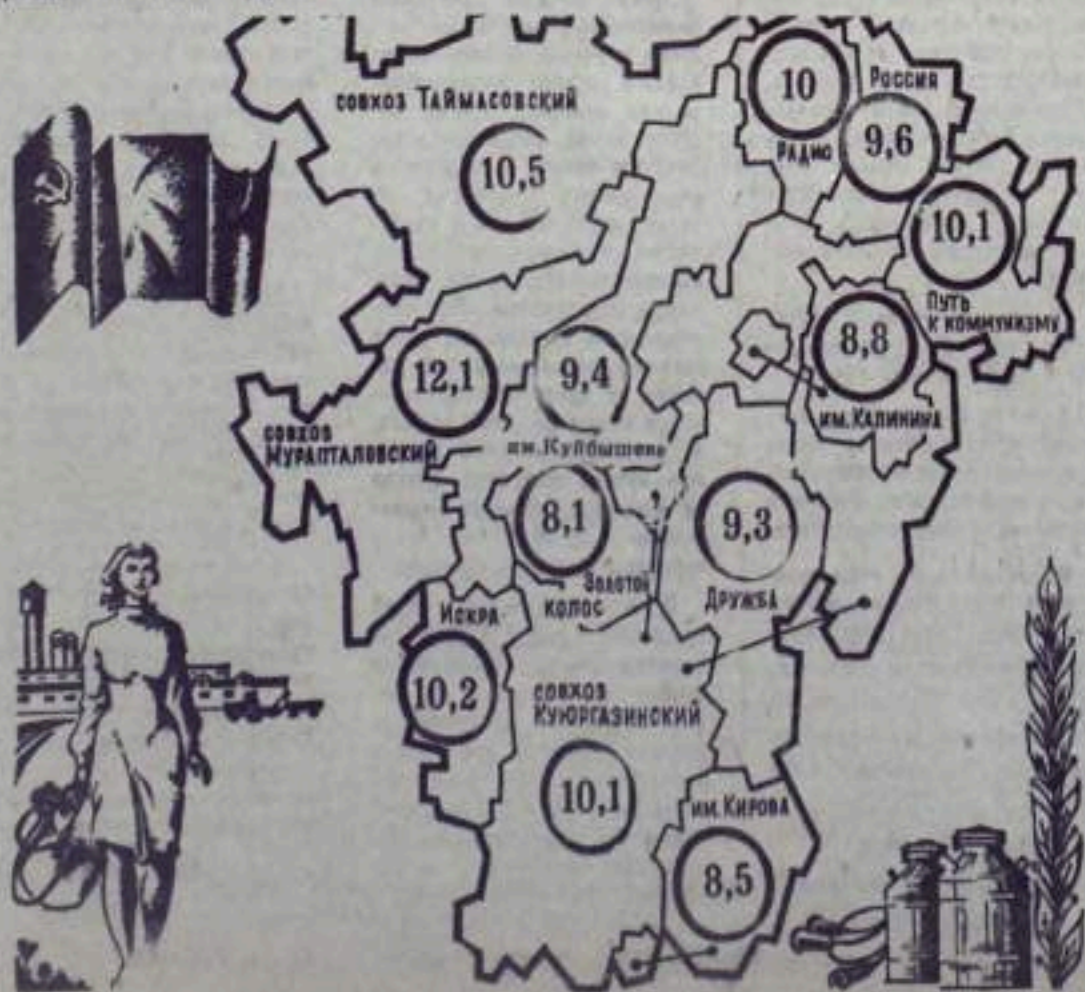 10
РОССИЯ
СОВХОЗ ТАЙМАСОВСКИЙ
РАДИО
9,6
10,5
10,1
ПУТЬ
К КОММУНИЗМУ
8,8
12,1
9,4
ИМ. КАЛИНИНА
СОВХОЗ
МУРАПТАЛОВСКИЙ
им. Куйбышева
8,1
9,3
ЗОЛОТОЙ
КОЛОС
ДРУЖБА
ИСКРА
10,2
СОВХОЗ
КУЮРГАЗИНСКИЙ
10,1
ИМ. КИРОВА
8,5